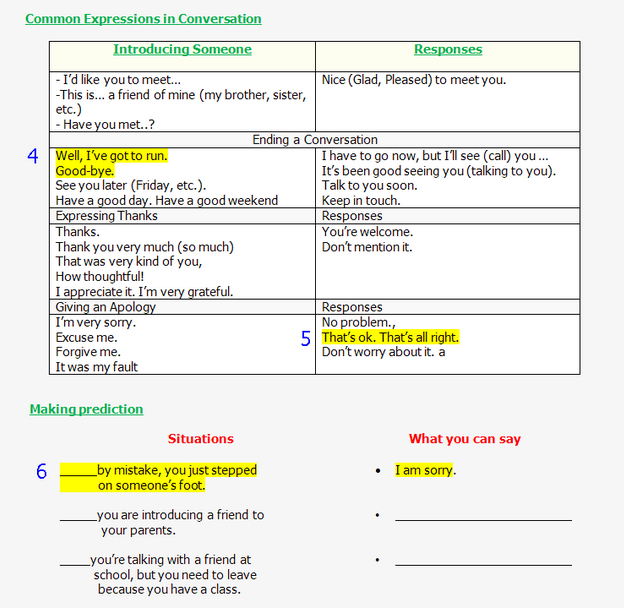 Common Expressions in Conversation
Introducing Someone
Responses
- I'd like you to meet...
-This is... a friend of mine (my brother, sister,
etc.)
- Have you met..?
Nice (Glad, Pleased) to meet you.
Ending a Conversation
4
Well, I've got to run.
Good-bye.
See you later (Friday, etc.).
Have a good day. Have a good weekend
I have to go now, but I'll see (call) you ...
It's been good seeing you (talking to you).
Talk to you soon.
Keep in touch.
Expressing Thanks
Responses
Thanks.
Thank you very much (so much)
That was very kind of you,
How thoughtful!
I appreciate it. I'm very grateful.
You're welcome.
Don't mention it.
Giving an Apology
Responses
I'm very sorry.
Excuse me.
Forgive me.
It was my fault
5
No problem.,
That's ok. That's all right.
Don't worry about it. a
Making prediction
Situations
What you can say
6
_____by mistake, you just stepped
on someone's foot.
• I am sorry.
_____you are introducing a friend to
your parents.
• _________________________
____you're talking with a friend at
school, but you need to leave
because you have a class.
• _________________________